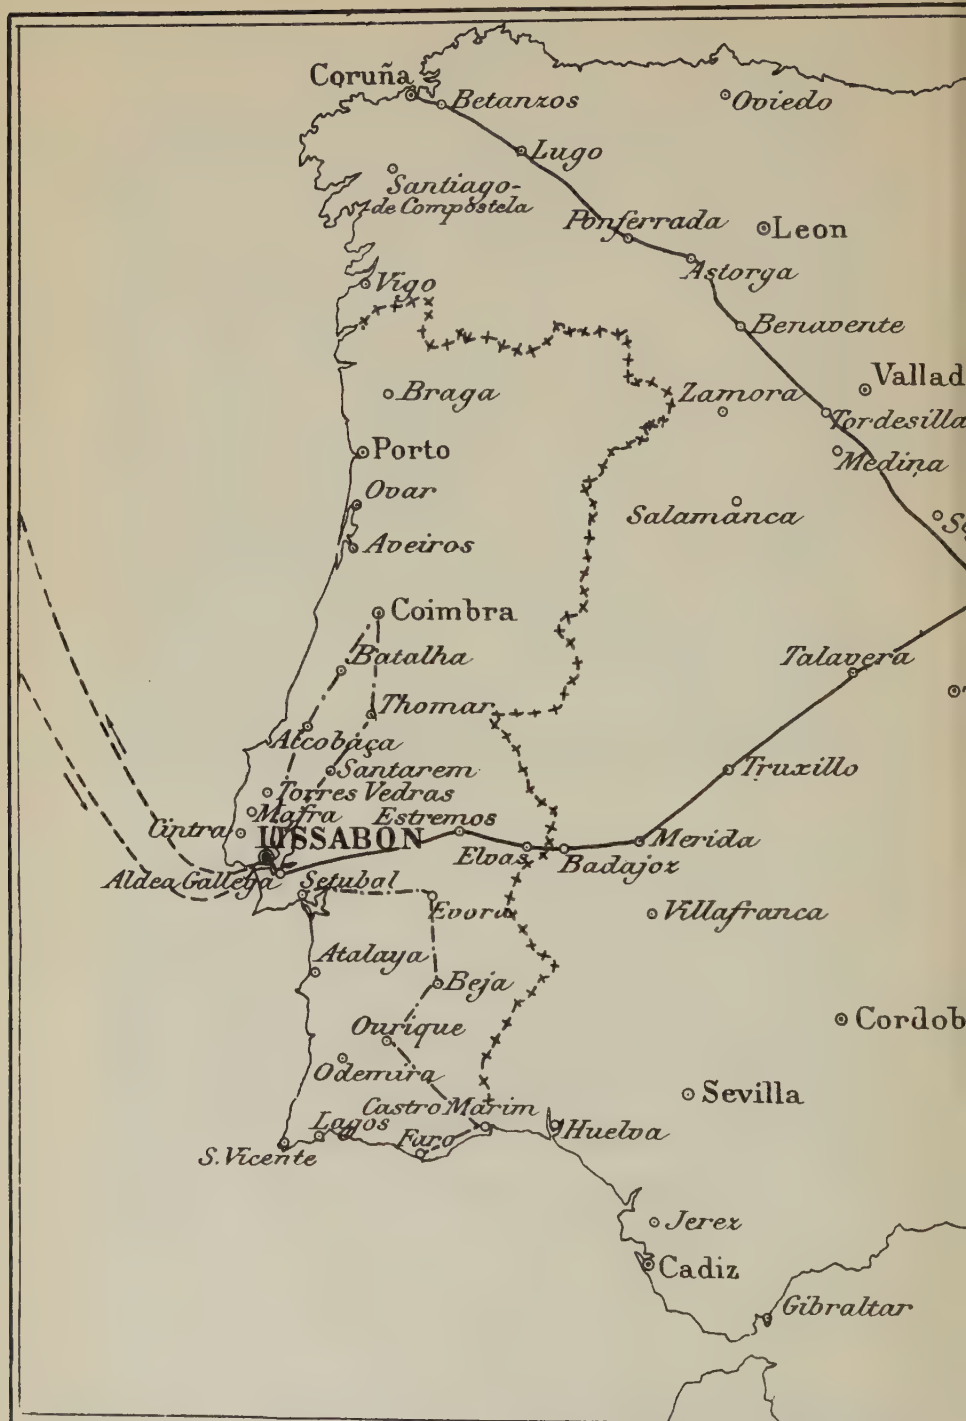 Coruña
Betanzos
Oviedo
Lugo
Santiago-
de Compostela
Ponferrada
Leon
Astorga
Vigo
Benavente
Vallad
Braga
Zamora
Tordesilla
Porto
Medina
Ovar
Salamanca
Aveiros
Coimbra
Batalha
Talavera
Thomar
Alcobaça
Santarem
Truxillo
Torres Vedras
Mafra
Estremos
Cintra
LISSABON
Merida
Elvas
Badajoz
Aldea Gallega
Setubal
Evora
Villafranca
Atalaya
Beja
Cordob
Ourique
Odemira
Sevilla
Castro Marim
Lagos
Faro
Huelva
S. Vicente
Jerez
Cadiz
Gibraltar